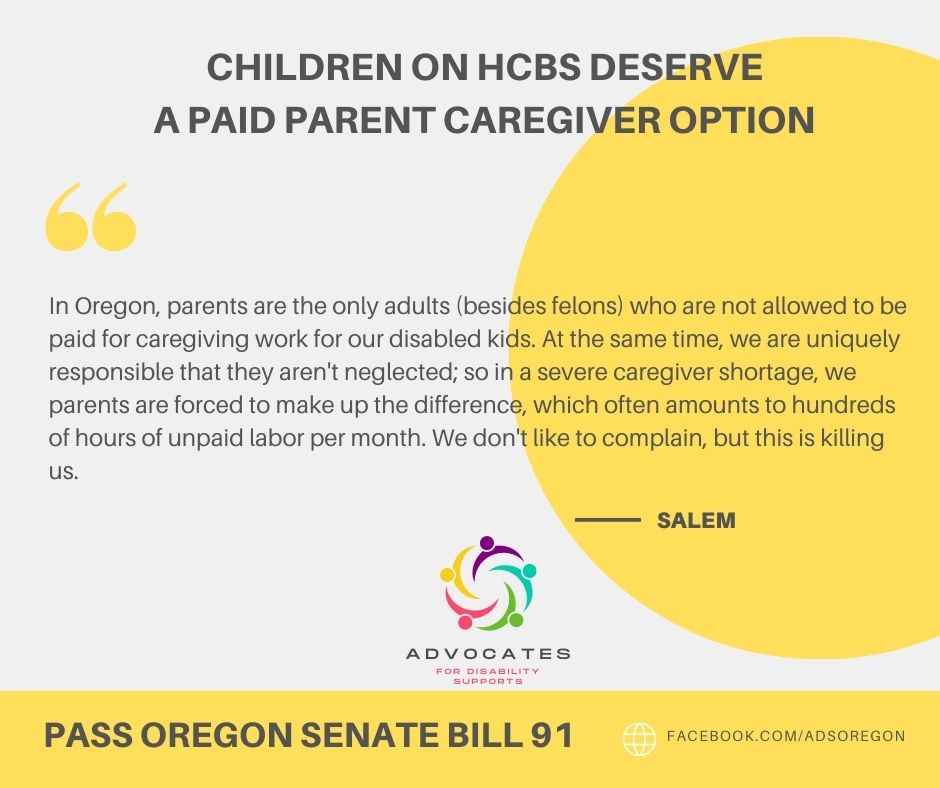 CHILDREN ON HCBS DESERVE
A PAID PARENT CAREGIVER OPTION
In Oregon, parents are the only adults (besides felons) who are not allowed to be
paid for caregiving work for our disabled kids. At the same time, we are uniquely
responsible that they aren't neglected; so in a severe caregiver shortage, we
parents are forced to make up the difference, which often amounts to hundreds
of hours of unpaid labor per month. We don't like to complain, but this is killing
us.
SALEM
ADVOCATES
FOR DISABILITY
SUPPORTS
PASS OREGON SENATE BILL 91
FACEBOOK.COM/ADSOREGON